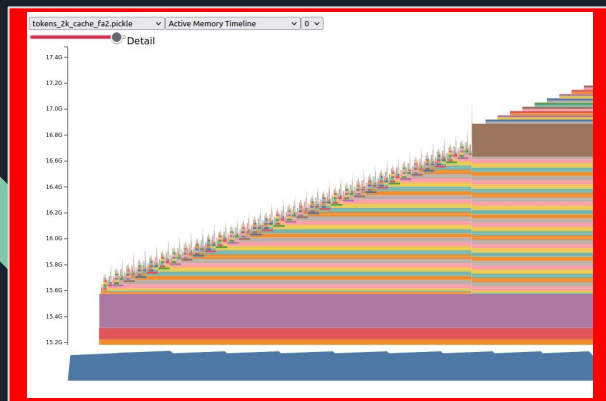 tokens_2k_cache_fa2.pickle Active Memory Timeline 0
Detail
17.4G
17.2G
17.0G
16.8G
16.6G
16.4G
16.2G
16.0G
15.8G
15.6G
15.4G
15.2G